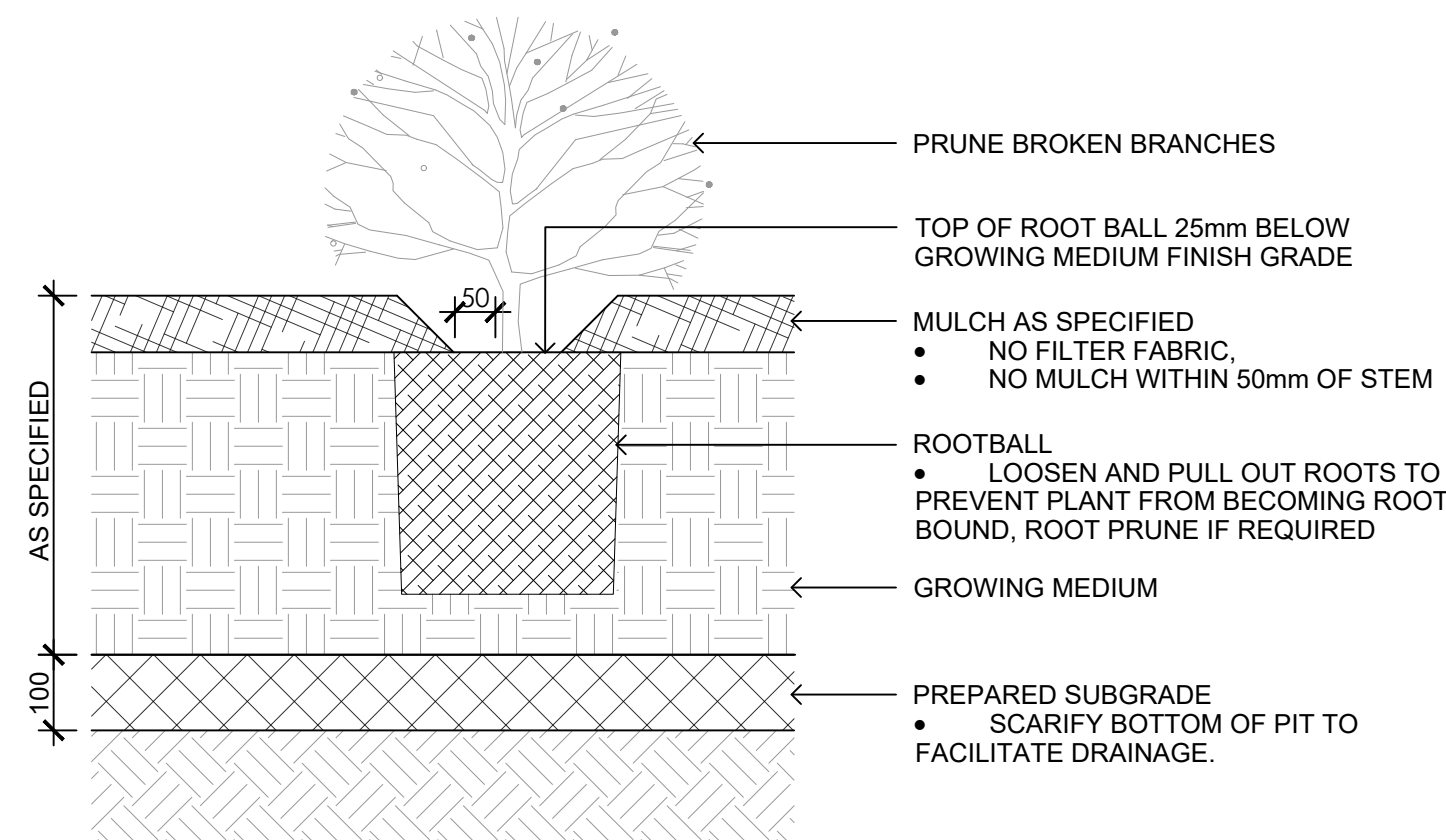 PRUNE BROKEN BRANCHES
TOP OF ROOT BALL 25mm BELOW
GROWING MEDIUM FINISH GRADE
50
MULCH AS SPECIFIED
• NO FILTER FABRIC,
• NO MULCH WITHIN 50mm OF STEM
AS SPECIFIED
ROOTBALL
• LOOSEN AND PULL OUT ROOTS TO
PREVENT PLANT FROM BECOMING ROOT
BOUND, ROOT PRUNE IF REQUIRED
GROWING MEDIUM
100
PREPARED SUBGRADE
• SCARIFY BOTTOM OF PIT TO
FACILITATE DRAINAGE.